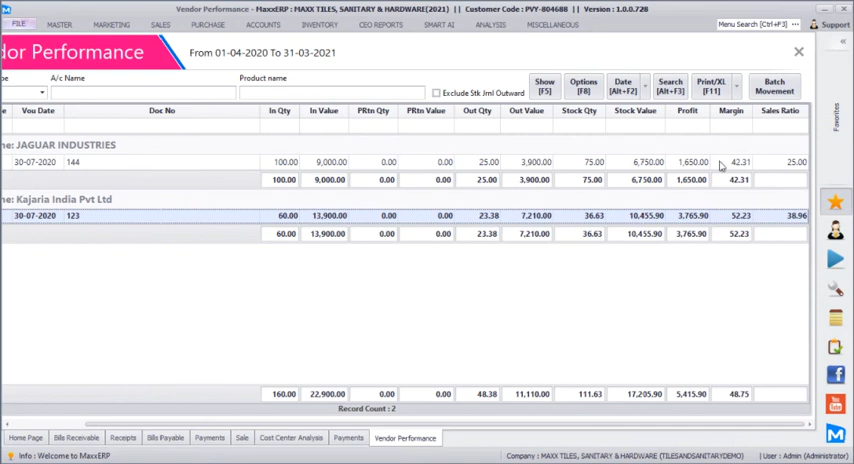 Vendor Performance - MaxxERP : MAXX TILES, SANITARY & HARDWARE(2021) || Customer Code : PVY-804688 || Version : 1.0.0.728
FILE MASTER MARKETING SALES PURCHASE ACCOUNTS INVENTORY CEO REPORTS SMART AI ANALYSIS MISCELLANEOUS Menu Search [Ctrl+F3] ... Support
dor Performance From 01-04-2020 To 31-03-2021
pe A/c Name Product name
Exclude Stk Jrnl Outward
Show [F5] Options [F8] Date [Alt+F2] Search [Alt+F3] Print/XL [F11] Batch Movement
Favorites
e Vou Date Doc No In Qty In Value PRtn Qty PRtn Value Out Qty Out Value Stock Qty Stock Value Profit Margin Sales Ratio
ne: JAGUAR INDUSTRIES
30-07-2020 144 100.00 9,000.00 0.00 0.00 25.00 3,900.00 75.00 6,750.00 1,650.00 42.31 25.00
100.00 9,000.00 0.00 0.00 25.00 3,900.00 75.00 6,750.00 1,650.00 42.31
ne: Kajaria India Pvt Ltd
30-07-2020 123 60.00 13,900.00 0.00 0.00 23.38 7,210.00 36.63 10,455.90 3,765.90 52.23 38.96
60.00 13,900.00 0.00 0.00 23.38 7,210.00 36.63 10,455.90 3,765.90 52.23
160.00 22,900.00 0.00 0.00 48.38 11,110.00 111.63 17,205.90 5,415.90 48.75
Record Count : 2
Home Page Bills Receivable Receipts Bills Payable Payments Sale Cost Center Analysis Payments Vendor Performance
Info : Welcome to MaxxERP Company : MAXX TILES, SANITARY & HARDWARE (TILESANDSANITARYDEMO) User : Admin (Administrator)